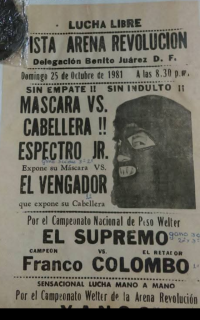 LUCHA LIBRE
PISTA ARENA REVOLUCION
Delegación Benito Juárez D. F.
Domingo 25 de Octubre de 1981 A las 8.30 p.m.
SIN EMPATE !! SIN INDULTO !!
MASCARA VS.
CABELLERA !!
ESPECTRO JR.
Expone su Máscara VS.
EL VENGADOR
que expone su Cabellera
Por el Campeonato Nacional de Peso Welter
EL SUPREMO
CAMPEON VS. EL RETADOR
Franco COLOMBO
SENSACIONAL LUCHA MANO A MANO
Por el Campeonato Welter de la Arena Revolución